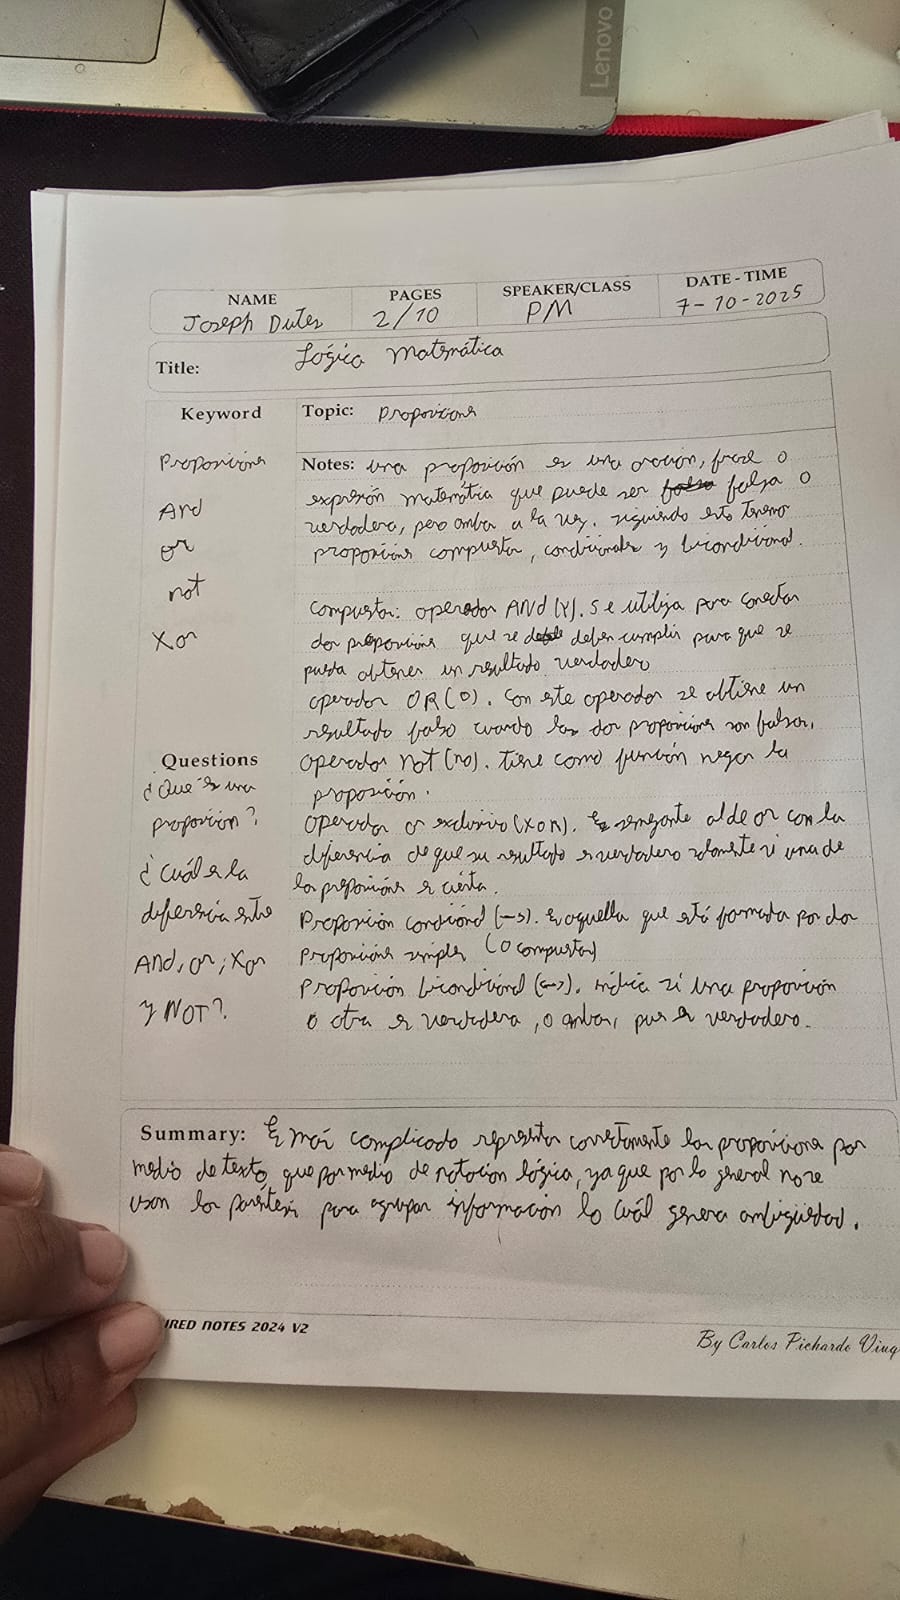 Lenovo
NAME
PAGES
SPEAKER/CLASS
DATE - TIME
Joseph Dutes
2/10
PM
7-10-2025
Title: Lógica Matemática
Keyword
Topic: Proposiciones
Proposiciones
And
or
not
Xor
Notes: una proposición es una oración, frase o
expresión matemática que puede ser falsa o
verdadera, pero ambas a la vez. siguiendo esto tenemos
proposiciones compuestas, condicionales y bicondicional.
Compuestas: operador AND (Y). Se utiliza para conectar
dos proposiciones que se deben cumplir para que se
pueda obtener un resultado verdadero
operador OR (O). Con este operador se obtiene un
resultado falso cuando las dos proposiciones son falsas.
Operador not (no). tiene como función negar la
proposición.
Operador or exclusivo (XOR). Es semejante al de or con la
diferencia de que su resultado es verdadero solamente si una de
las proposiciones es cierta.
Proposición condicional (→). Es aquella que está formada por dos
proposiciones simples (o compuestas)
Proposición bicondicional (↔). indica si una proposición
o otra es verdadera, o ambas, pues es verdadero.
Questions
¿Que es una
proposicion?
¿Cuál es la
diferencia entre
And, or, Xor
y NOT?
Summary: Es más complicado representar correctamente las proposiciones por
medio de texto, que por medio de notacion lógica, ya que por lo general no se
usan los paréntesis para agrupar información lo cuál genera ambigüedad.
IRED NOTES 2024 V2
By Carlos Pichardo Viuq